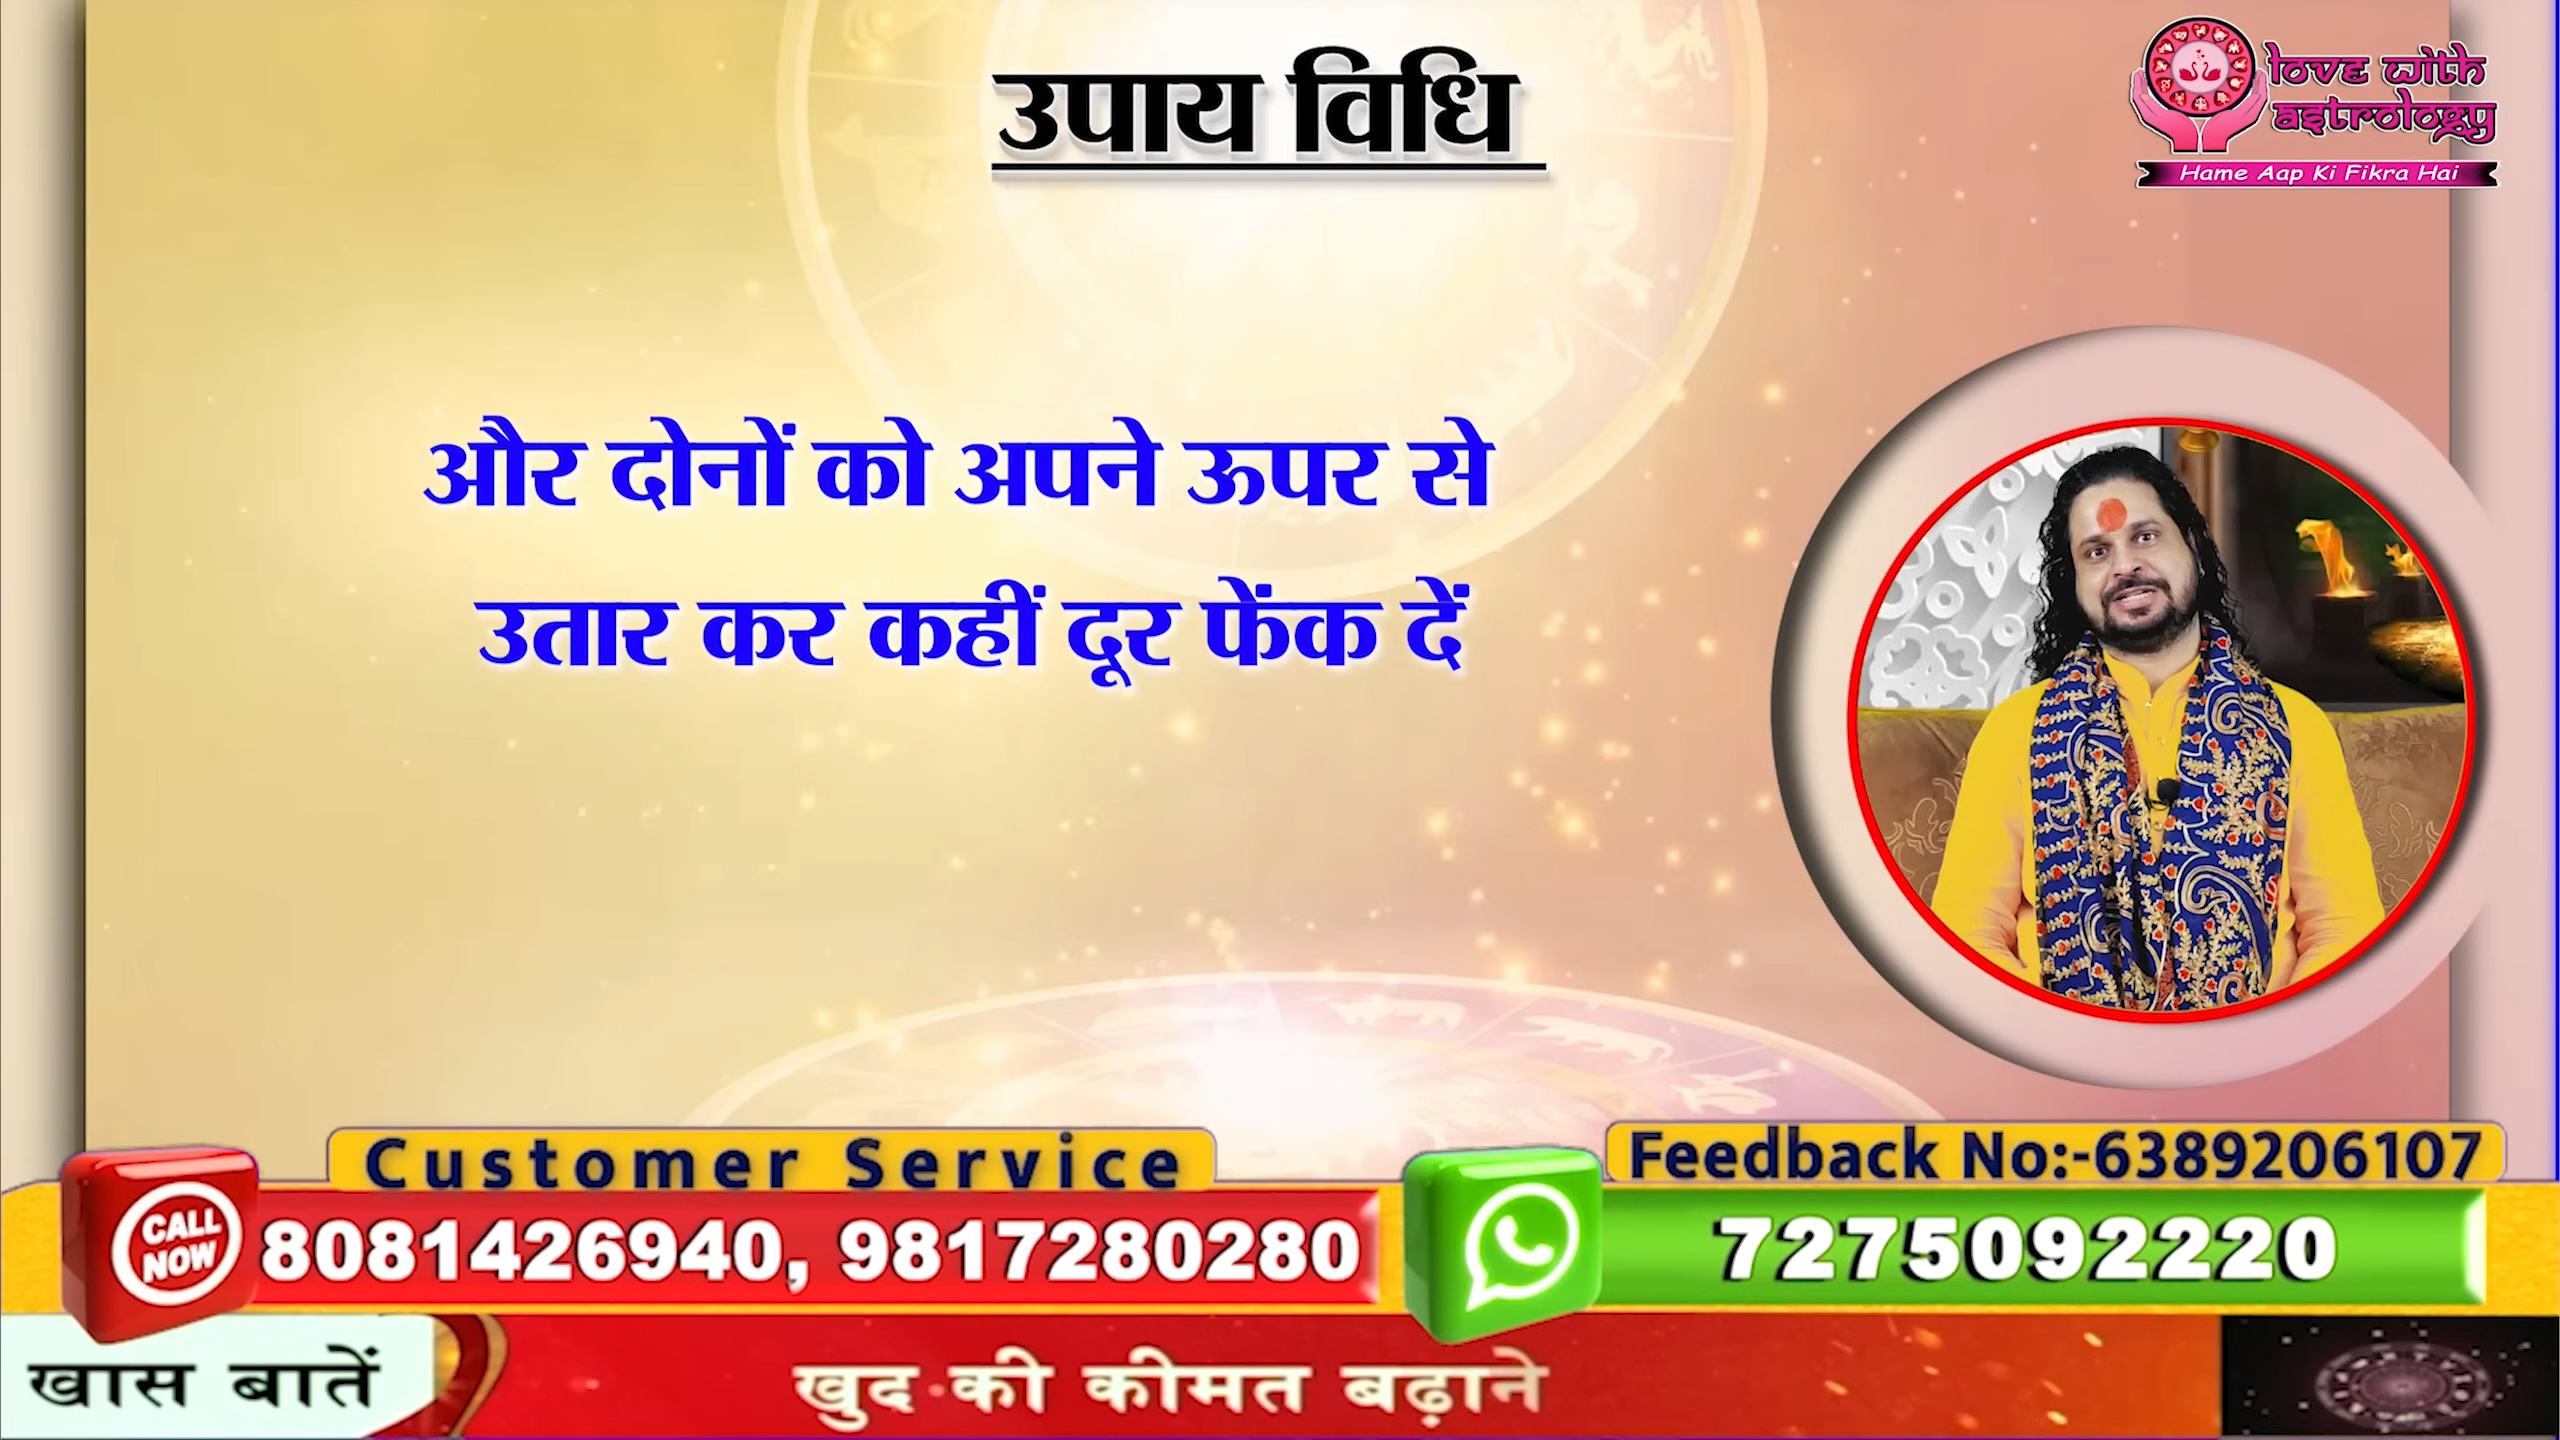 उपाय विधि
love with
astrology
Hame Aap Ki Fikra Hai
और दोनों को अपने ऊपर से
उतार कर कहीं दूर फेंक दें
Customer Service
Feedback No:-6389206107
CALL
NOW
8081426940, 9817280280
7275092220
खास बातें
खुद की कीमत बढ़ाने